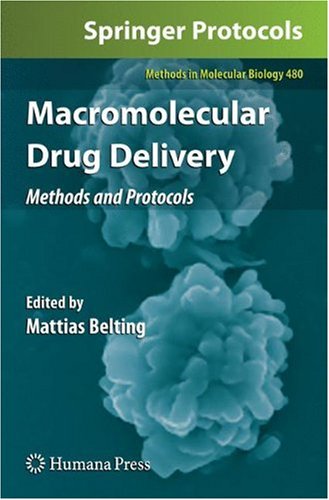 Springer Protocols
Methods in Molecular Biology 480
Macromolecular
Drug Delivery
Methods and Protocols
Edited by
Mattias Belting
Humana Press